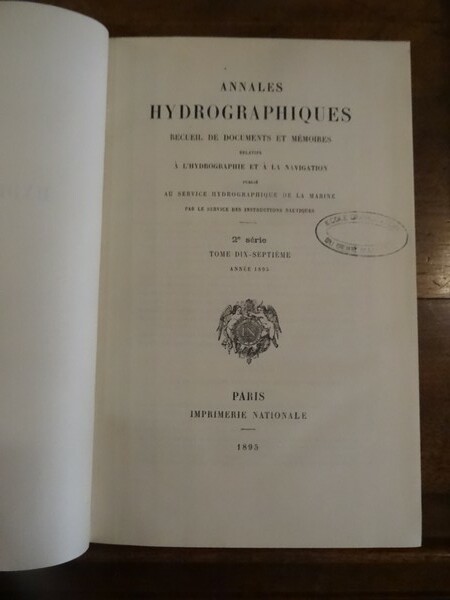 ANNALES
HYDROGRAPHIQUES
RECUEIL DE DOCUMENTS ET MÉMOIRES
RELATIFS
À L'HYDROGRAPHIE ET À LA NAVIGATION
PUBLIÉ
AU SERVICE HYDROGRAPHIQUE DE LA MARINE
PAR LE SERVICE DES INSTRUCTIONS NAUTIQUES
2e série
TOME DIX-SEPTIÈME
ANNÉE 1895
PARIS
IMPRIMERIE NATIONALE
1895